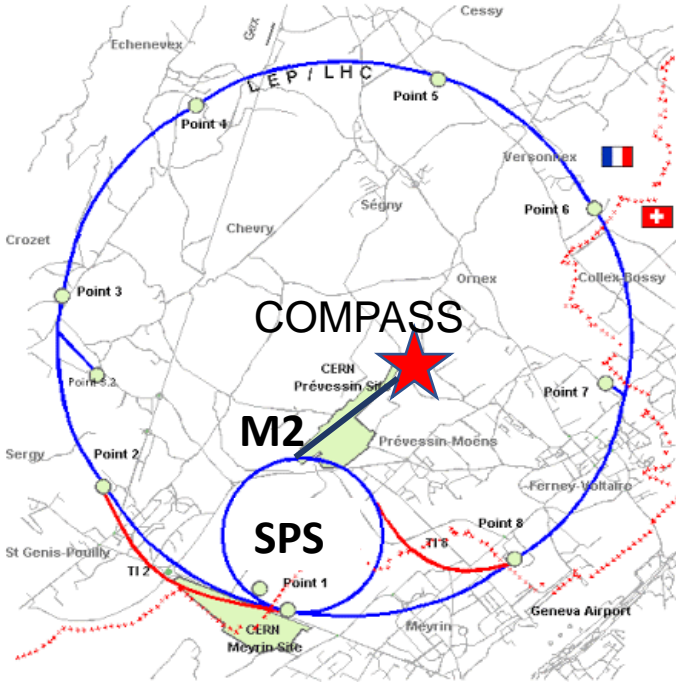 Cessy
Gex
Echenevex
LEP/LHC
Point 5
Point 4
Versonnex
Point 6
Ségny
Chevry
Crozet
Ornex
Collex-Bossy
Point 3
COMPASS
CERN
Prévessin Site
Point 3.2
Point 7
M2
Prévessin-Moëns
Sergy
Point 2
Ferney-Voltaire
SPS
Point 8
St Genis-Pouilly
TI 2
TI 8
Point 1
Geneva Airport
CERN
Meyrin Site
Meyrin